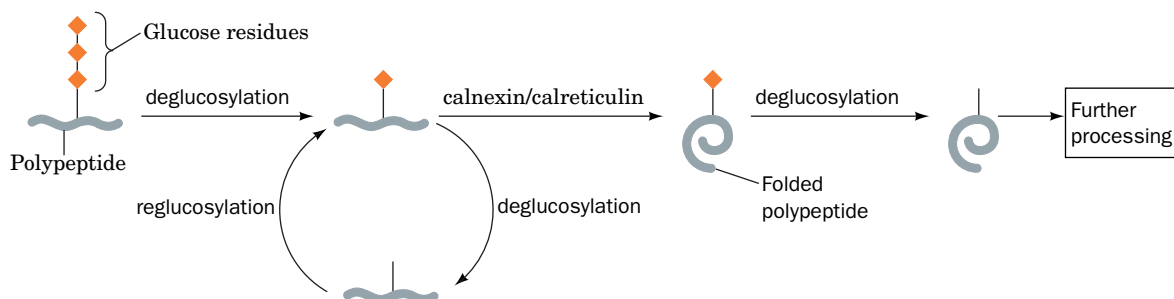 Glucose residues
deglucosylation
calnexin/calreticulin
deglucosylation
Further
processing
Polypeptide
reglucosylation
deglucosylation
Folded
polypeptide